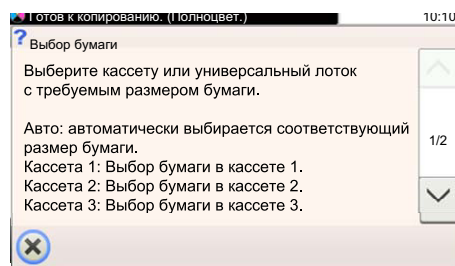 Готов к копированию. (Полноцвет.) 10:10
? Выбор бумаги
Выберите кассету или универсальный лоток
с требуемым размером бумаги.
Авто: автоматически выбирается соответствующий
размер бумаги.
1/2
Кассета 1: Выбор бумаги в кассете 1.
Кассета 2: Выбор бумаги в кассете 2.
Кассета 3: Выбор бумаги в кассете 3.